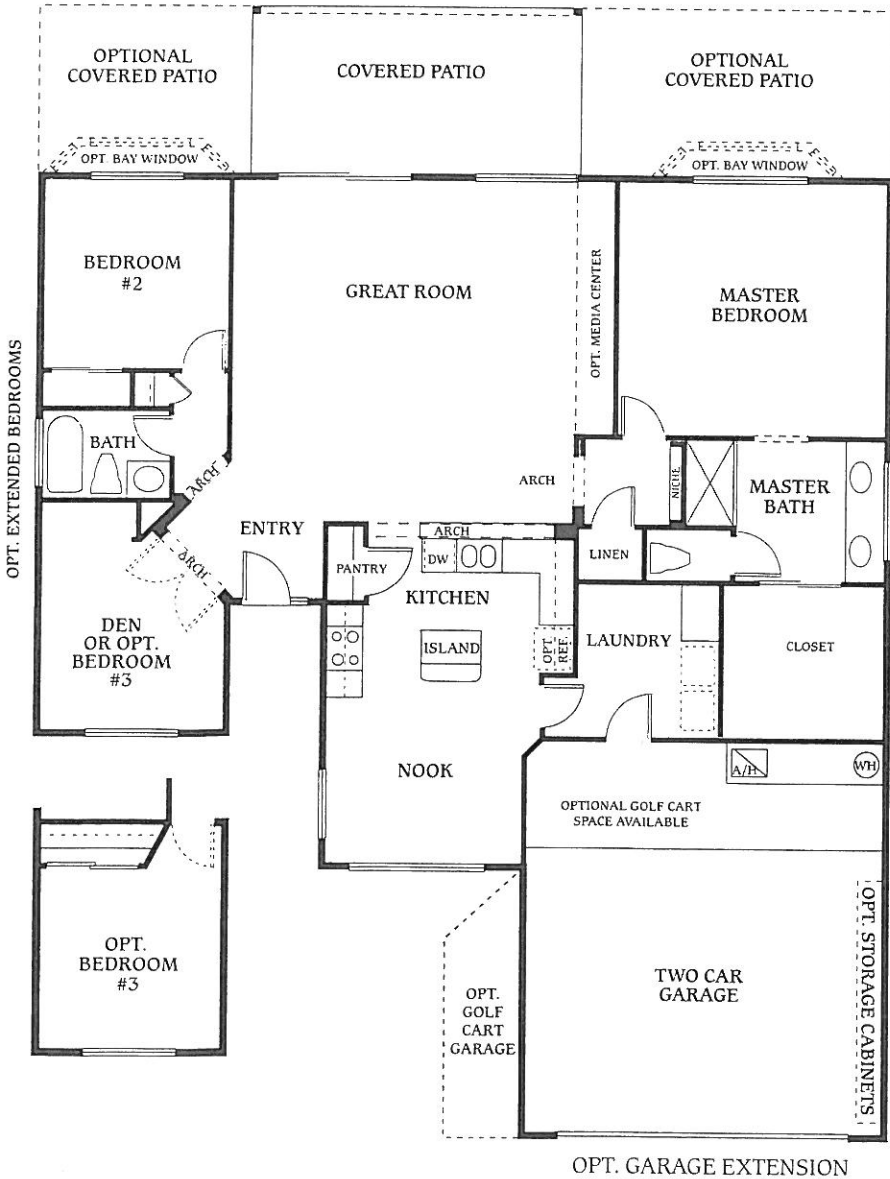 OPTIONAL
COVERED PATIO
COVERED PATIO
OPTIONAL
COVERED PATIO
OPT. BAY WINDOW
OPT. BAY WINDOW
BEDROOM
#2
GREAT ROOM
OPT. MEDIA CENTER
MASTER
BEDROOM
OPT. EXTENDED BEDROOMS
BATH
ARCH
ARCH
NICHE
MASTER
BATH
ENTRY
ARCH
DW
PANTRY
LINEN
ARCH
KITCHEN
DEN
OR OPT.
BEDROOM
#3
ISLAND
OPT.
REF.
LAUNDRY
CLOSET
NOOK
A/H
WH
OPTIONAL GOLF CART
SPACE AVAILABLE
OPT.
BEDROOM
#3
OPT.
GOLF
CART
GARAGE
TWO CAR
GARAGE
OPT. STORAGE CABINETS
OPT. GARAGE EXTENSION